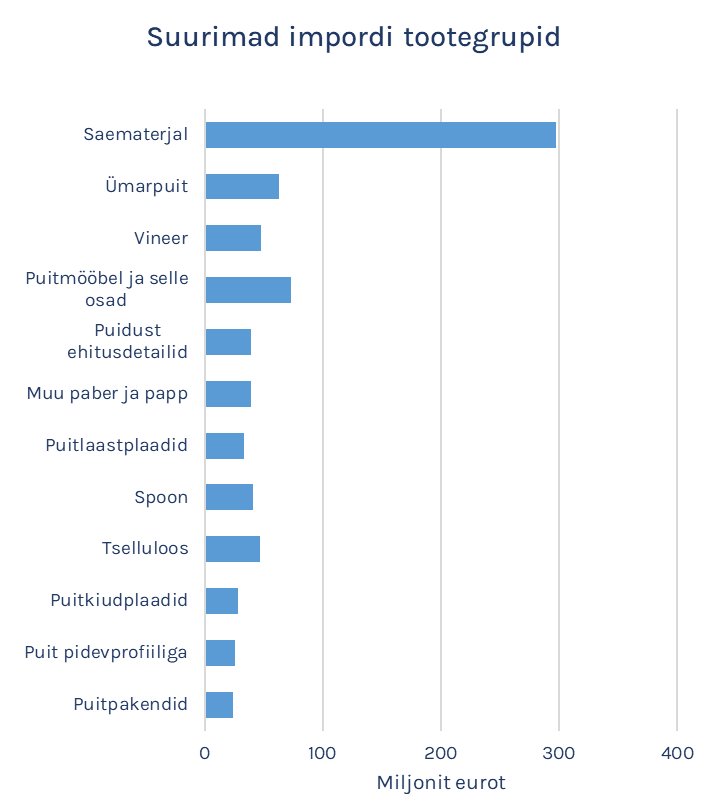 Suurimad impordi tootegrupid
Saematerjal
Ümarpuit
Vineer
Puitmööbel ja selle
osad
Puidust
ehitusdetailid
Muu paber ja papp
Puitlaastplaadid
Spoon
Tselluloos
Puitkiudplaadid
Puit pidevprofiiliga
Puitpakendid
0 100 200 300 400
Miljonit eurot